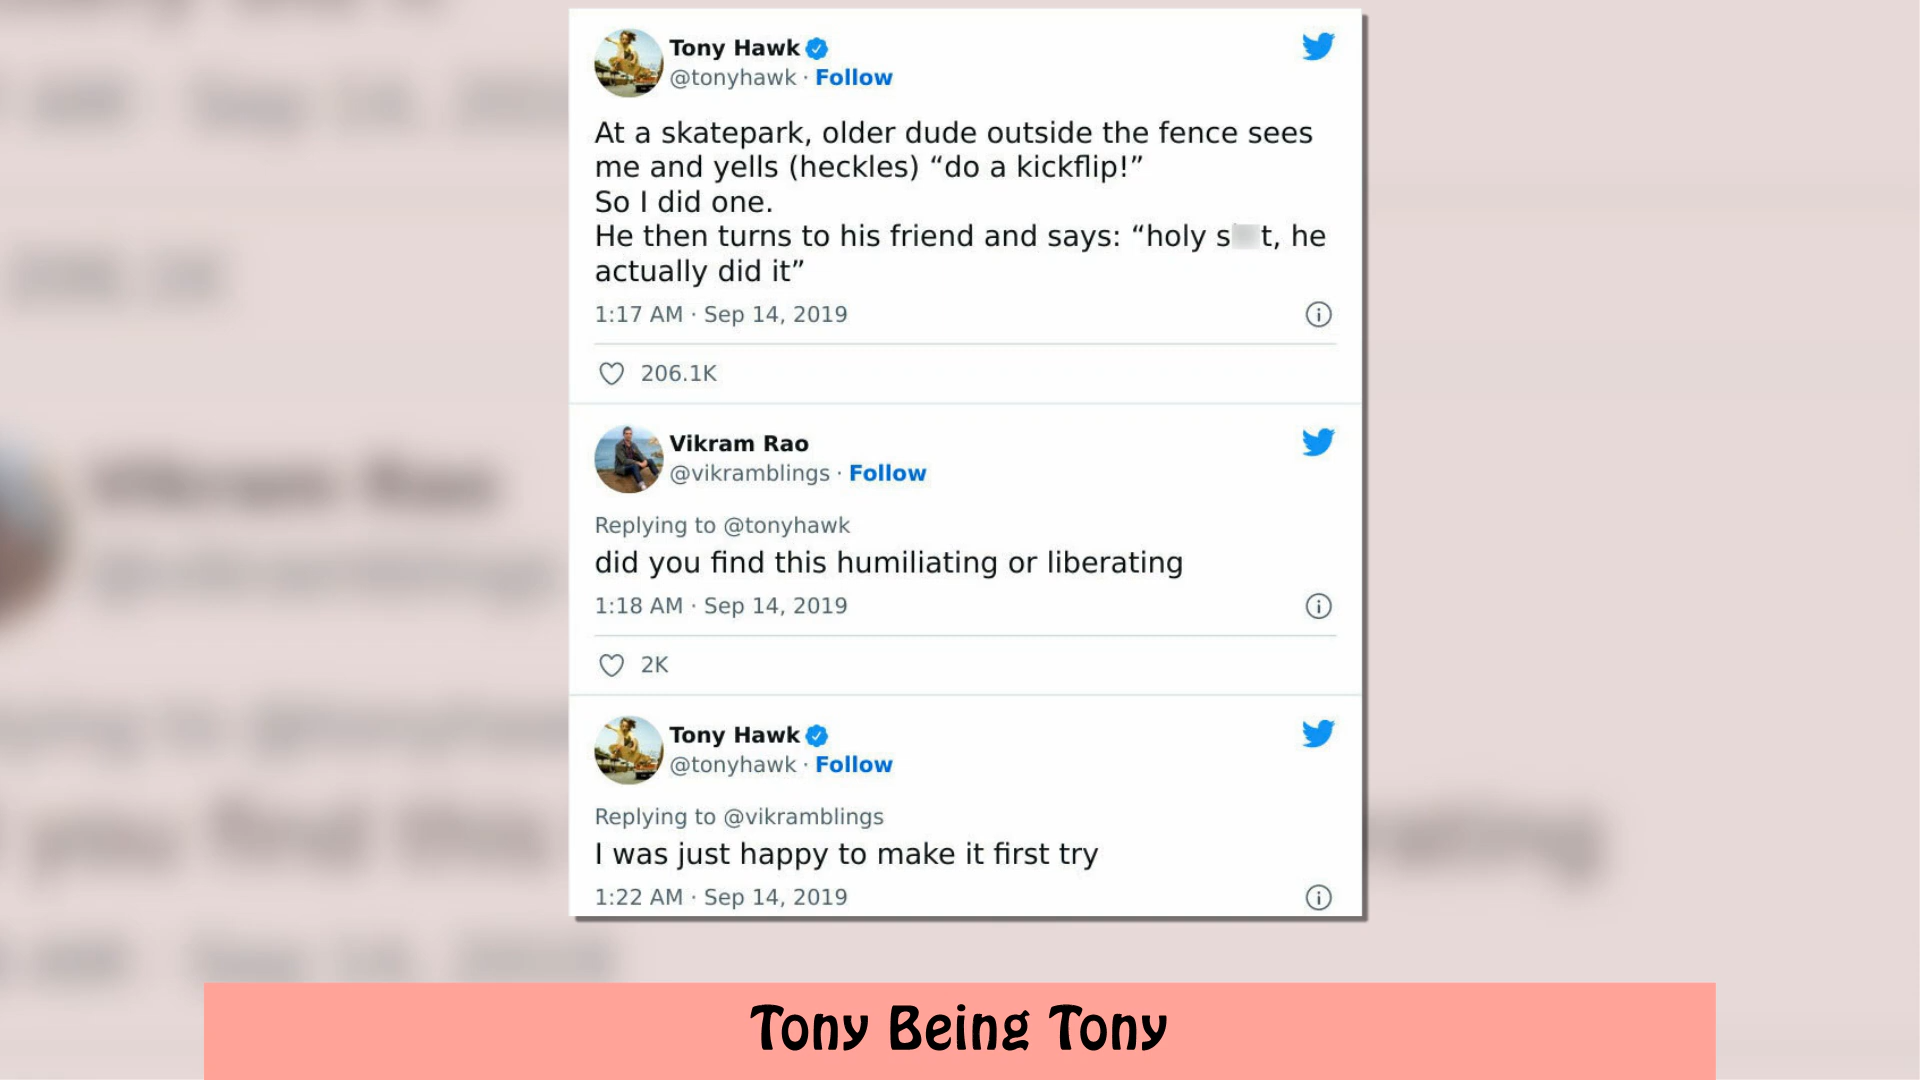 Tony Hawk
@tonyhawk · Follow
At a skatepark, older dude outside the fence sees
me and yells (heckles) “do a kickflip!”
So I did one.
He then turns to his friend and says: “holy s t, he
actually did it”
1:17 AM · Sep 14, 2019
206.1K
Vikram Rao
@vikramblings · Follow
Replying to @tonyhawk
did you find this humiliating or liberating
1:18 AM · Sep 14, 2019
2K
Tony Hawk
@tonyhawk · Follow
Replying to @vikramblings
I was just happy to make it first try
1:22 AM · Sep 14, 2019
Tony Being Tony